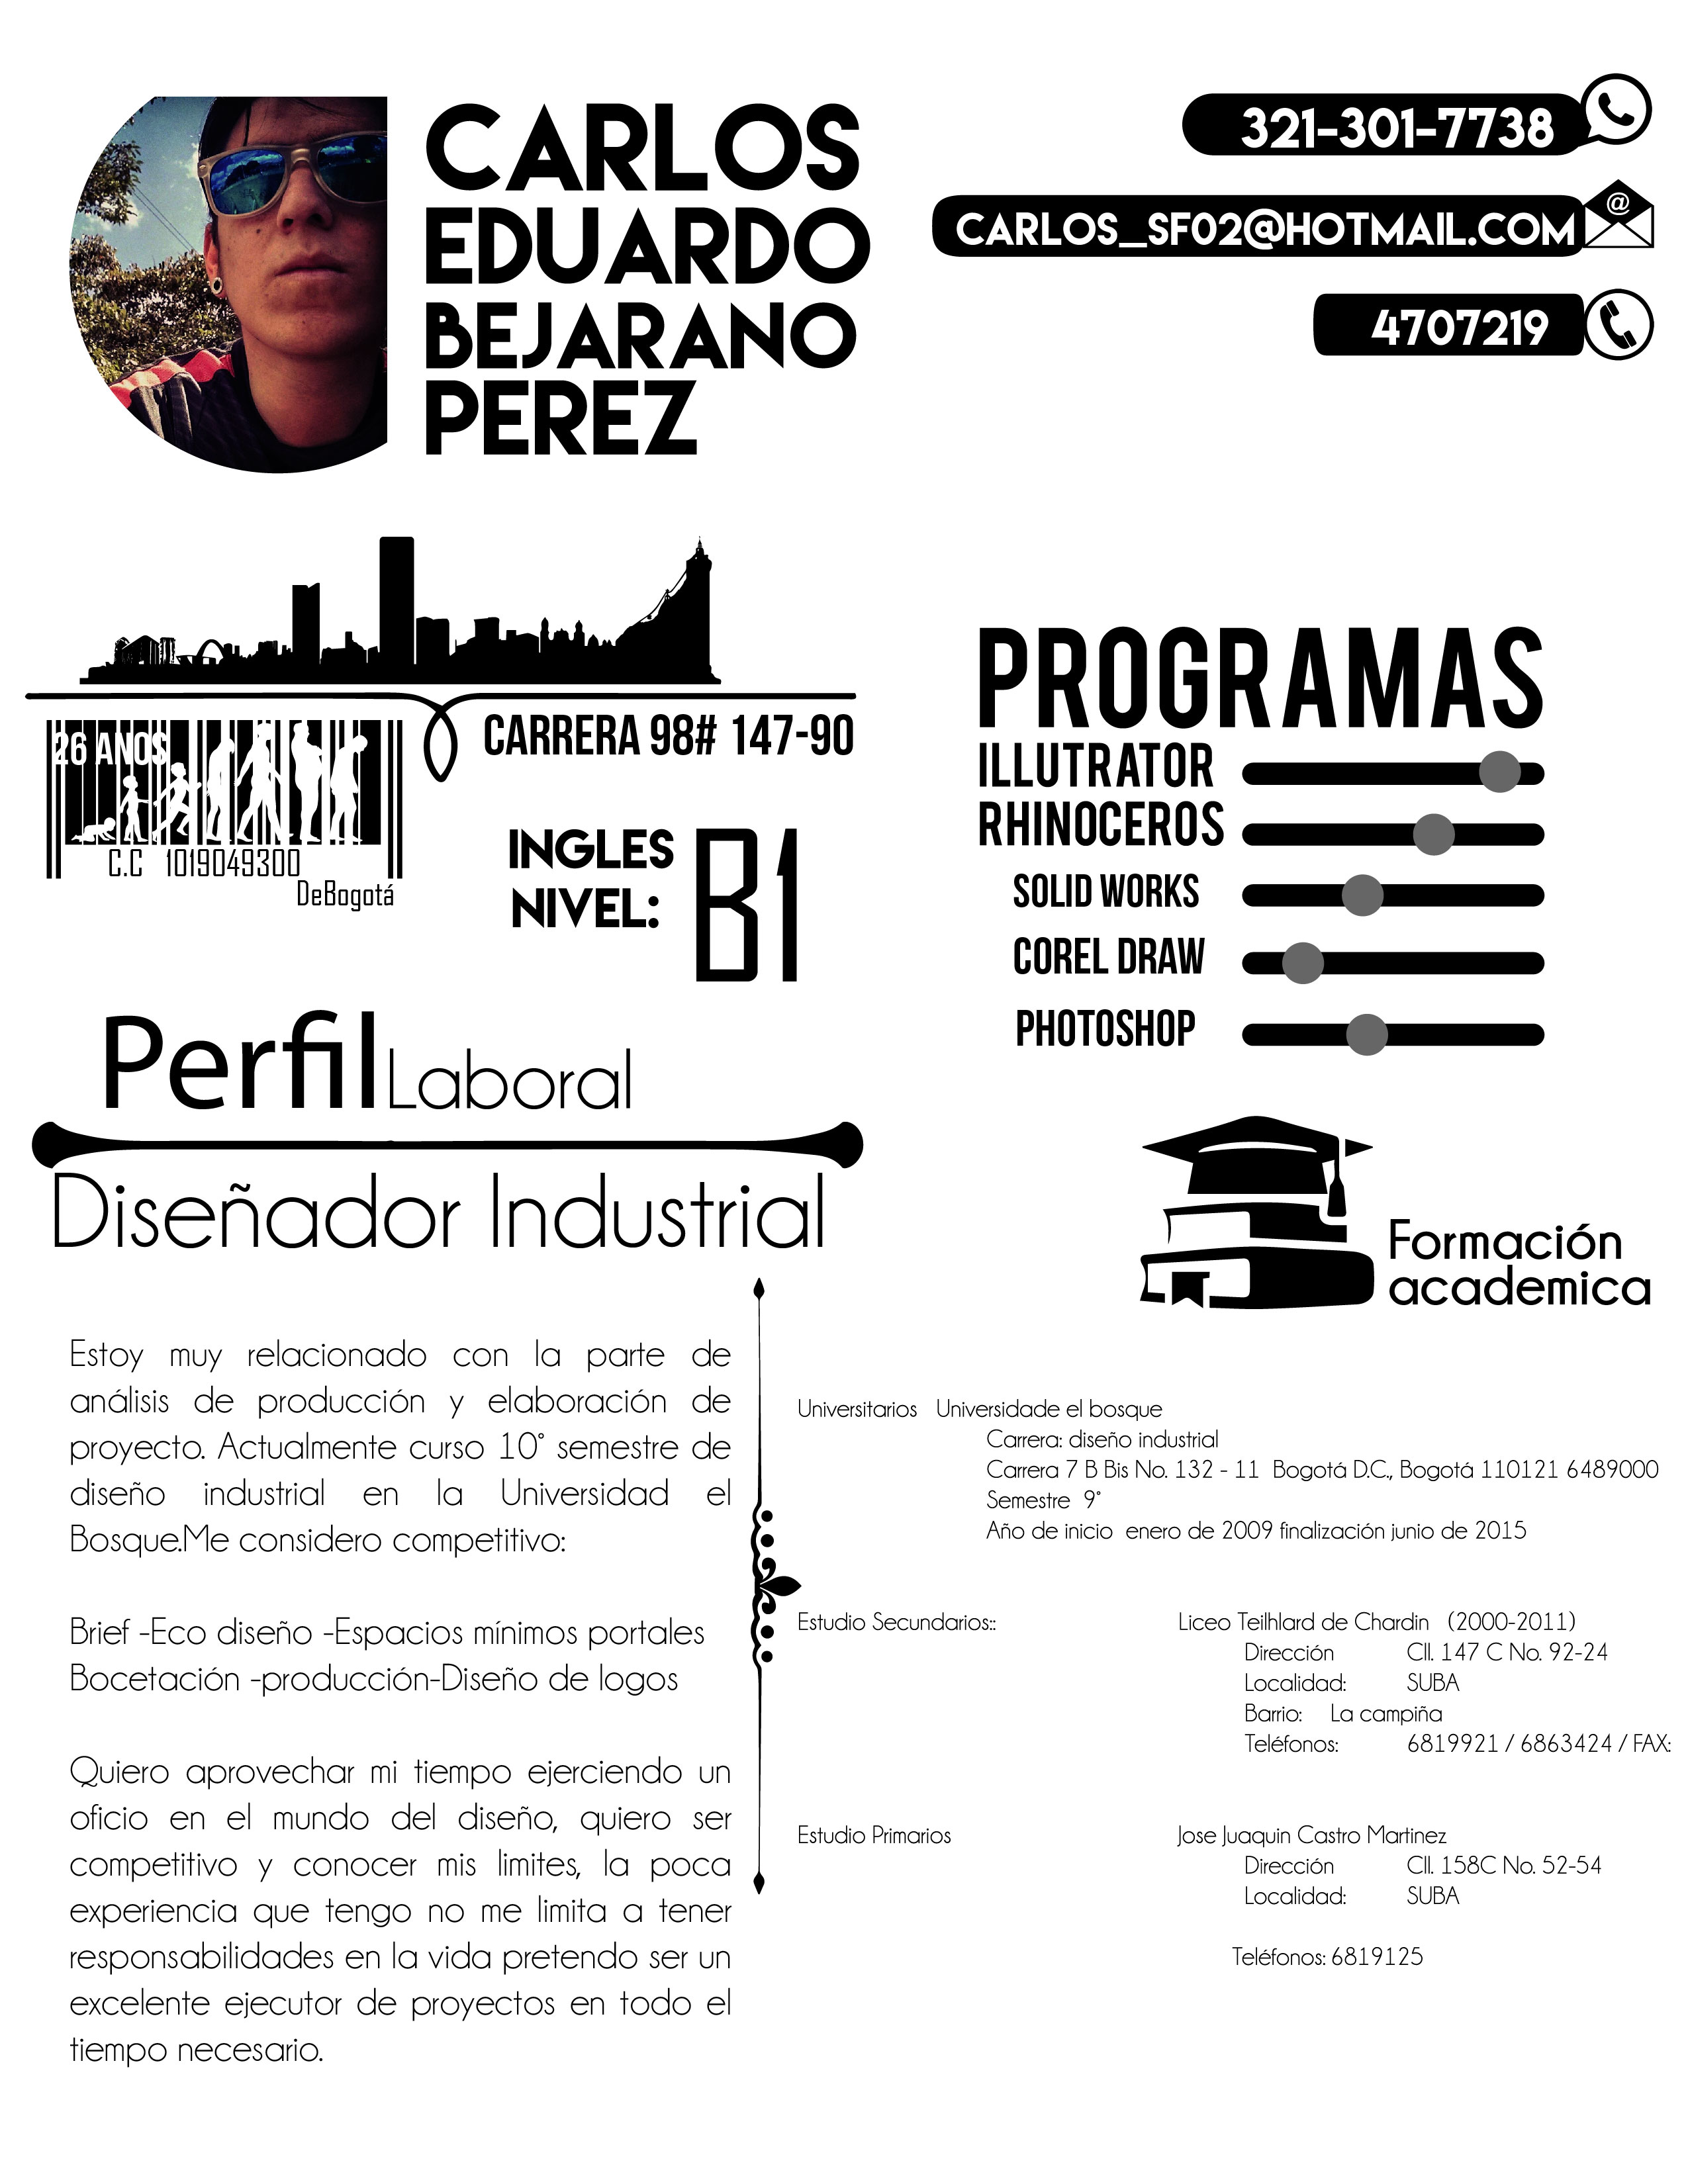 CARLOS
EDUARDO
BEJARANO
PEREZ
321-301-7738
CARLOS_SF02@HOTMAIL.COM
@
4707219
CARRERA 98# 147-90
26 AÑOS
C.C 1019049300
DeBogotá
INGLES
NIVEL:
B1
PROGRAMAS
ILLUTRATOR
RHINOCEROS
SOLID WORKS
COREL DRAW
PHOTOSHOP
Perfil Laboral
Diseñador Industrial
Estoy muy relacionado con la parte de
análisis de producción y elaboración de
proyecto. Actualmente curso 10° semestre de
diseño industrial en la Universidad el
Bosque.Me considero competitivo:
Brief -Eco diseño -Espacios mínimos portales
Bocetación -producción-Diseño de logos
Quiero aprovechar mi tiempo ejerciendo un
oficio en el mundo del diseño, quiero ser
competitivo y conocer mis limites, la poca
experiencia que tengo no me limita a tener
responsabilidades en la vida pretendo ser un
excelente ejecutor de proyectos en todo el
tiempo necesario.
Formación
academica
Universitarios Universidade el bosque
Carrera: diseño industrial
Carrera 7 B Bis No. 132 - 11 Bogotá D.C., Bogotá 110121 6489000
Semestre 9°
Año de inicio enero de 2009 finalización junio de 2015
Estudio Secundarios:: Liceo Teilhlard de Chardin (2000-2011)
Dirección Cll. 147 C No. 92-24
Localidad: SUBA
Barrio: La campiña
Teléfonos: 6819921 / 6863424 / FAX:
Estudio Primarios Jose Juaquin Castro Martinez
Dirección Cll. 158C No. 52-54
Localidad: SUBA
Teléfonos: 6819125